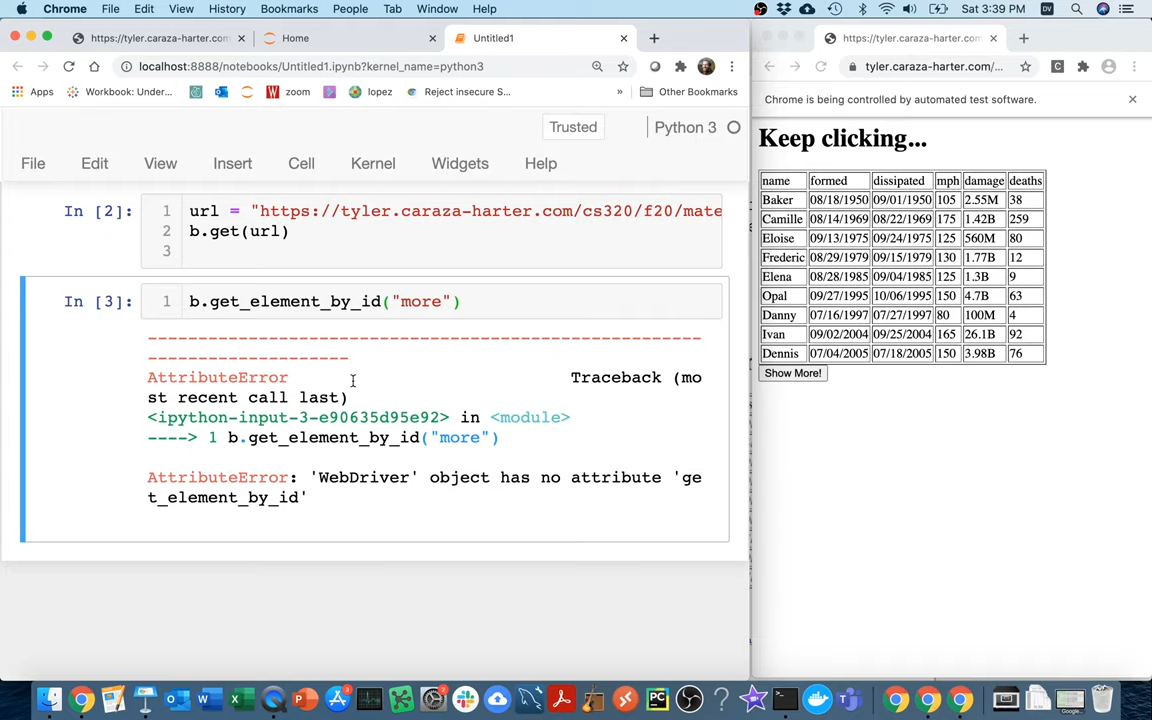 Chrome File Edit View History Bookmarks People Tab Window Help Sat 3:39 PM
https://tyler.caraza-harter.com Home Untitled1
localhost:8888/notebooks/Untitled1.ipynb?kernel_name=python3
Apps Workbook: Under... zoom lopez Reject insecure S... » Other Bookmarks
Trusted Python 3
File Edit View Insert Cell Kernel Widgets Help
In [2]: 1 url = "https://tyler.caraza-harter.com/cs320/f20/mate
2 b.get(url)
3
In [3]: 1 b.get_element_by_id("more")
---------------------------------------------------------------------------
AttributeError Traceback (mo
st recent call last)
<ipython-input-3-e90635d95e92> in <module>
----> 1 b.get_element_by_id("more")
AttributeError: 'WebDriver' object has no attribute 'ge
t_element_by_id'
https://tyler.caraza-harter.com
tyler.caraza-harter.com/...
Chrome is being controlled by automated test software.
Keep clicking...
name formed dissipated mph damage deaths
Baker 08/18/1950 09/01/1950 105 2.55M 38
Camille 08/14/1969 08/22/1969 175 1.42B 259
Eloise 09/13/1975 09/24/1975 125 560M 80
Frederic 08/29/1979 09/15/1979 130 1.77B 12
Elena 08/28/1985 09/04/1985 125 1.3B 9
Opal 09/27/1995 10/06/1995 150 4.7B 63
Danny 07/16/1997 07/27/1997 80 100M 4
Ivan 09/02/2004 09/25/2004 165 26.1B 92
Dennis 07/04/2005 07/18/2005 150 3.98B 76
Show More!